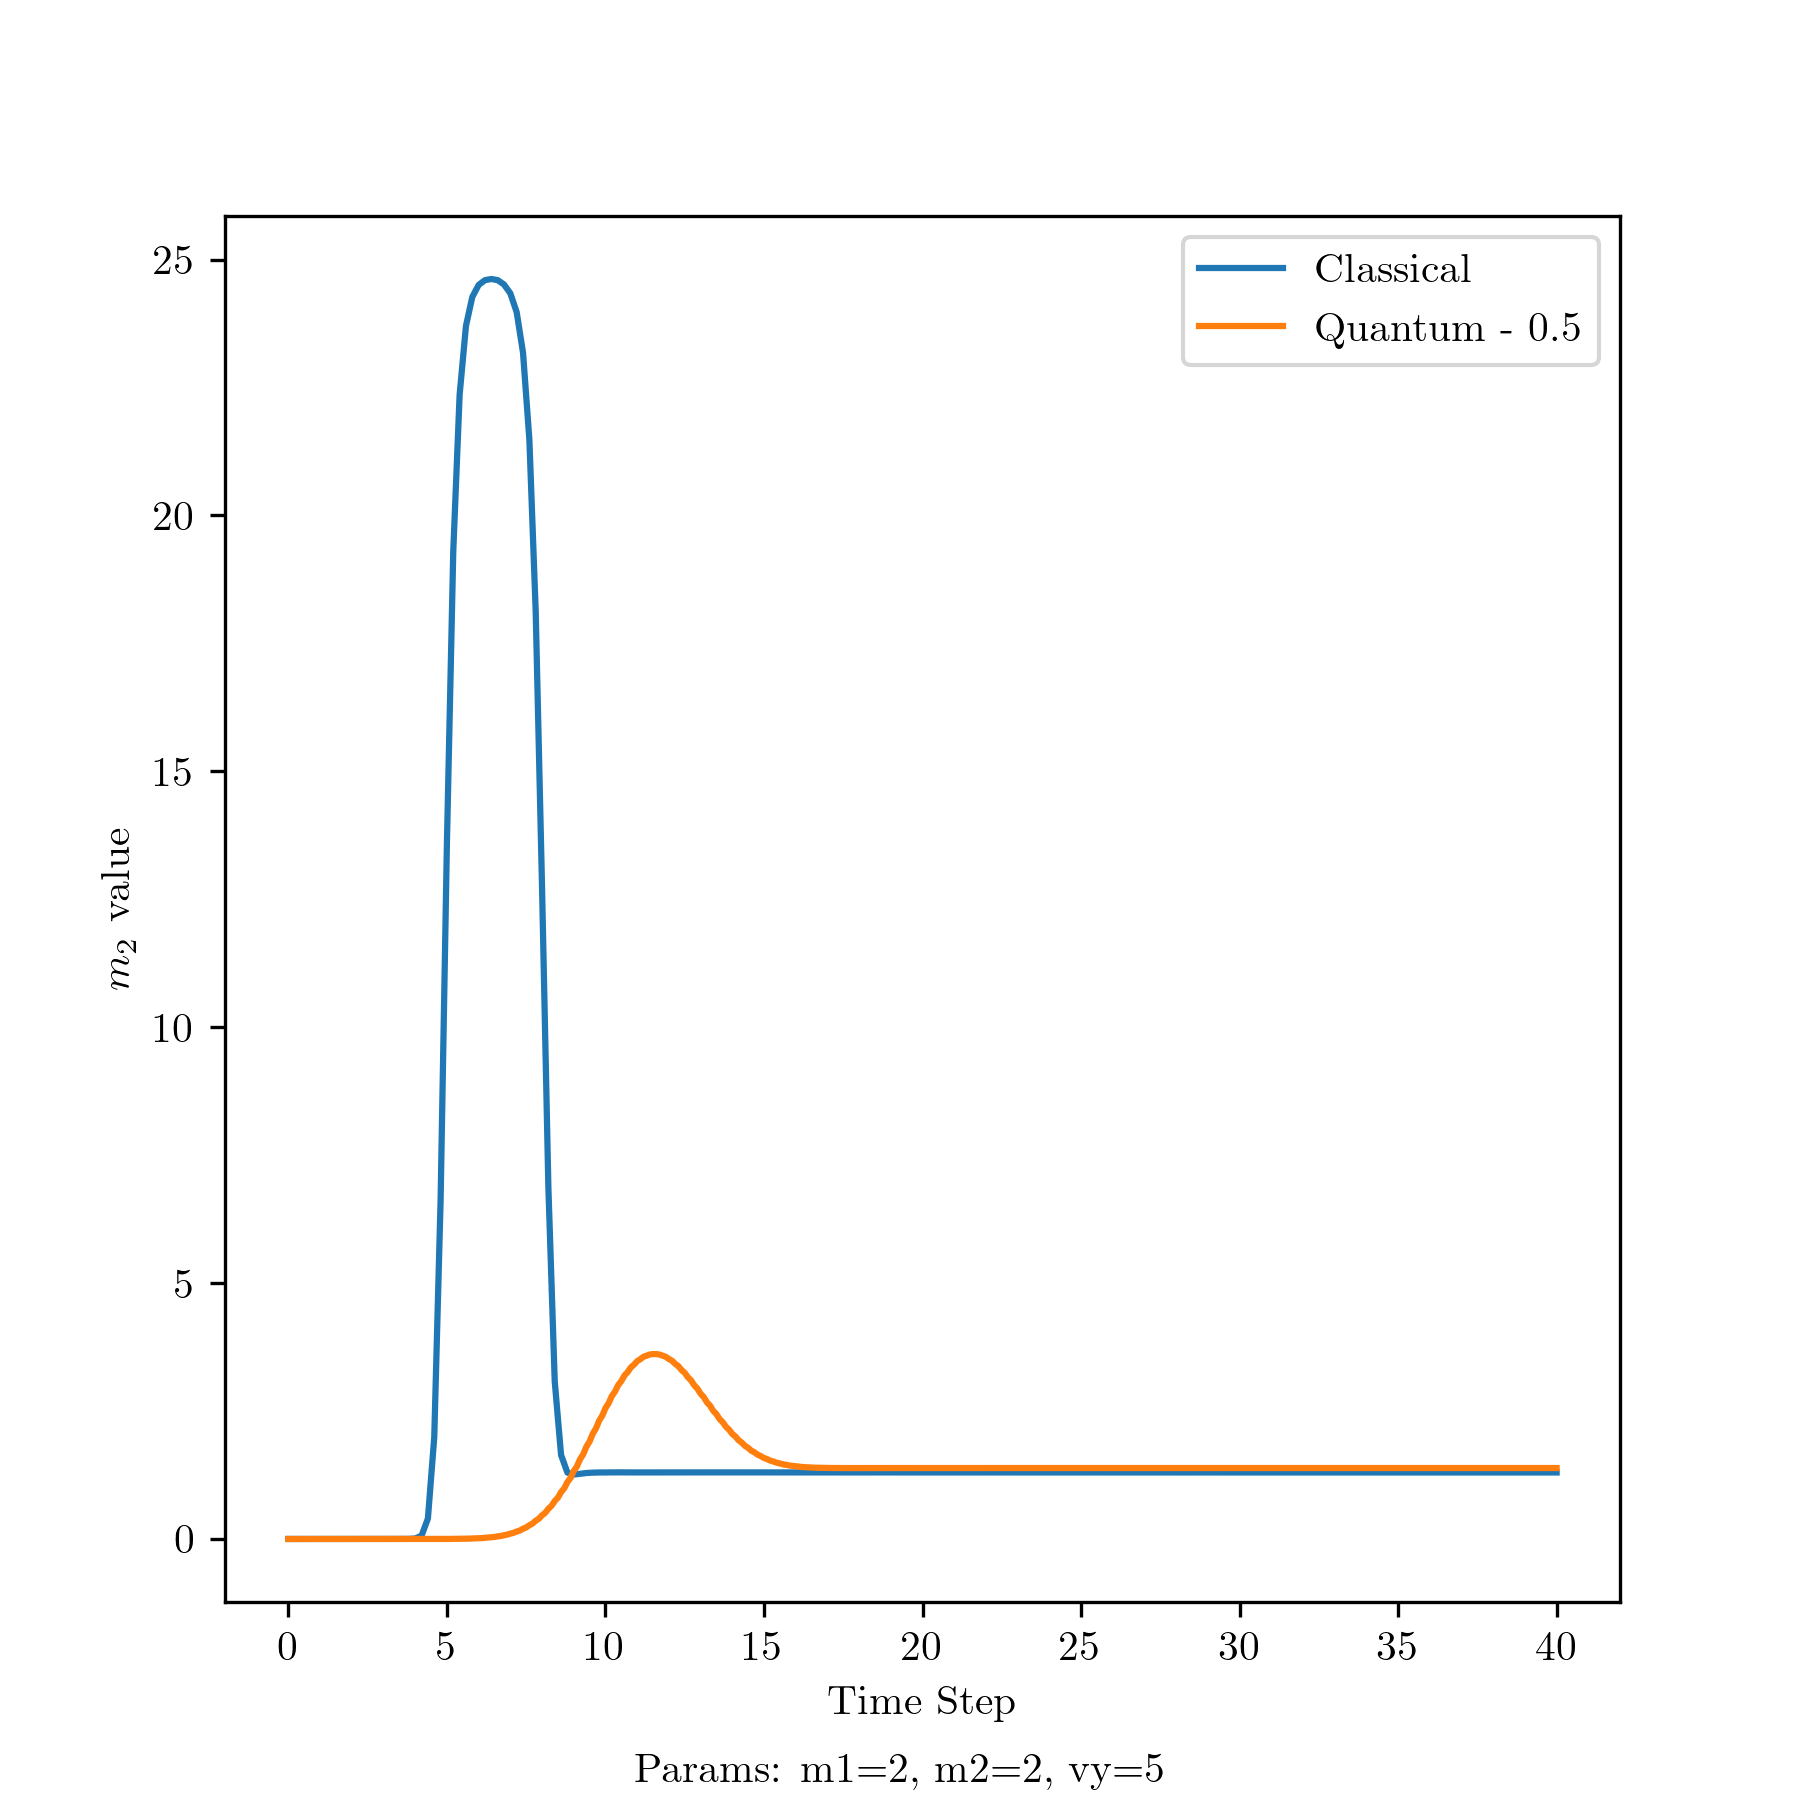 Classical
Quantum - 0.5
25
20
15
10
5
0
m₂ value
0 5 10 15 20 25 30 35 40
Time Step
Params: m1=2, m2=2, vy=5